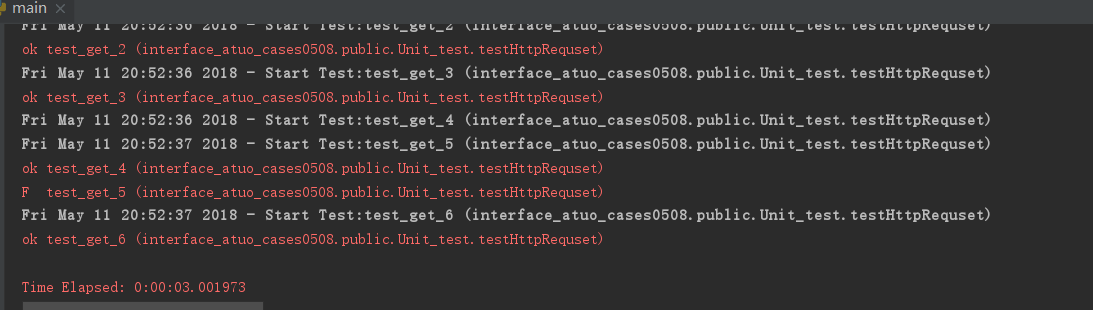 main
Fri May 11 20:52:36 2018 - Start Test:test_get_2 (interface_atuo_cases0508.public.Unit_test.testHttpRequset)
ok test_get_2 (interface_atuo_cases0508.public.Unit_test.testHttpRequset)
Fri May 11 20:52:36 2018 - Start Test:test_get_3 (interface_atuo_cases0508.public.Unit_test.testHttpRequset)
ok test_get_3 (interface_atuo_cases0508.public.Unit_test.testHttpRequset)
Fri May 11 20:52:36 2018 - Start Test:test_get_4 (interface_atuo_cases0508.public.Unit_test.testHttpRequset)
Fri May 11 20:52:37 2018 - Start Test:test_get_5 (interface_atuo_cases0508.public.Unit_test.testHttpRequset)
ok test_get_4 (interface_atuo_cases0508.public.Unit_test.testHttpRequset)
F  test_get_5 (interface_atuo_cases0508.public.Unit_test.testHttpRequset)
Fri May 11 20:52:37 2018 - Start Test:test_get_6 (interface_atuo_cases0508.public.Unit_test.testHttpRequset)
ok test_get_6 (interface_atuo_cases0508.public.Unit_test.testHttpRequset)
Time Elapsed: 0:00:03.001973